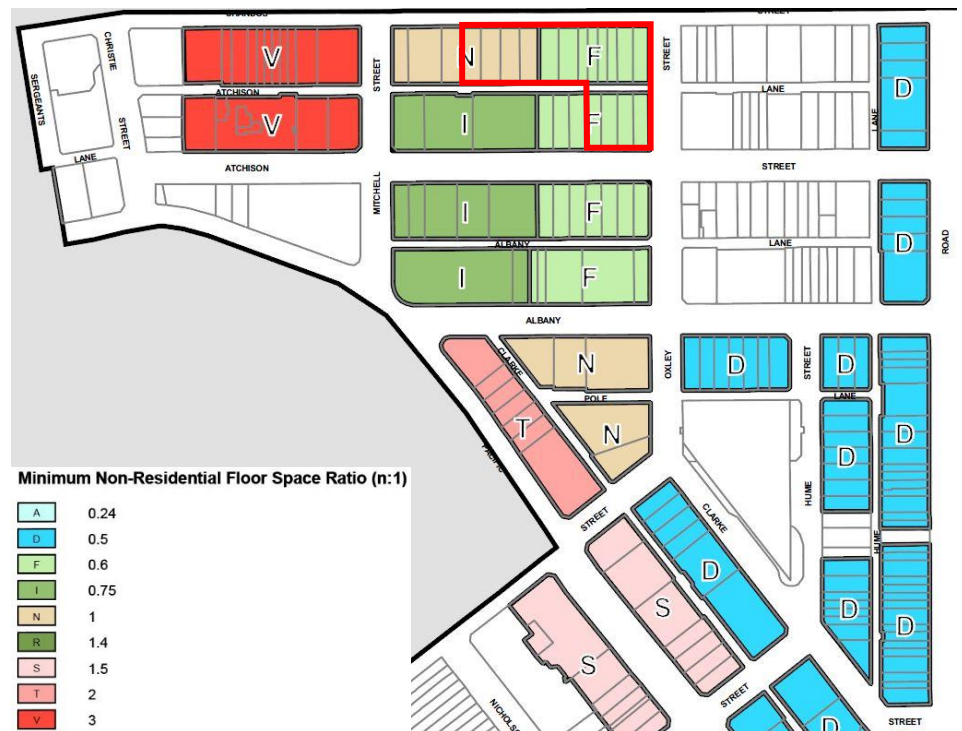 CHANDOS
STREET
CHRISTIE
STREET
SERGEANTS
LANE
V
ATCHISON
V
ATCHISON
STREET
MITCHELL
N
F
I
F
STREET
LANE
STREET
LANE
D
LANE
I
F
ALBANY
I
F
LANE
D
ROAD
ALBANY
N
OXLEY
D
STREET
D
LANE
D
CLARKE
POLE
T
N
PACIFIC
D
HUME
STREET
CLARKE
D
HUME
S
D
D
S
STREET
D
STREET
Minimum Non-Residential Floor Space Ratio (n:1)
A 0.24
D 0.5
F 0.6
I 0.75
N 1
R 1.4
S 1.5
T 2
V 3